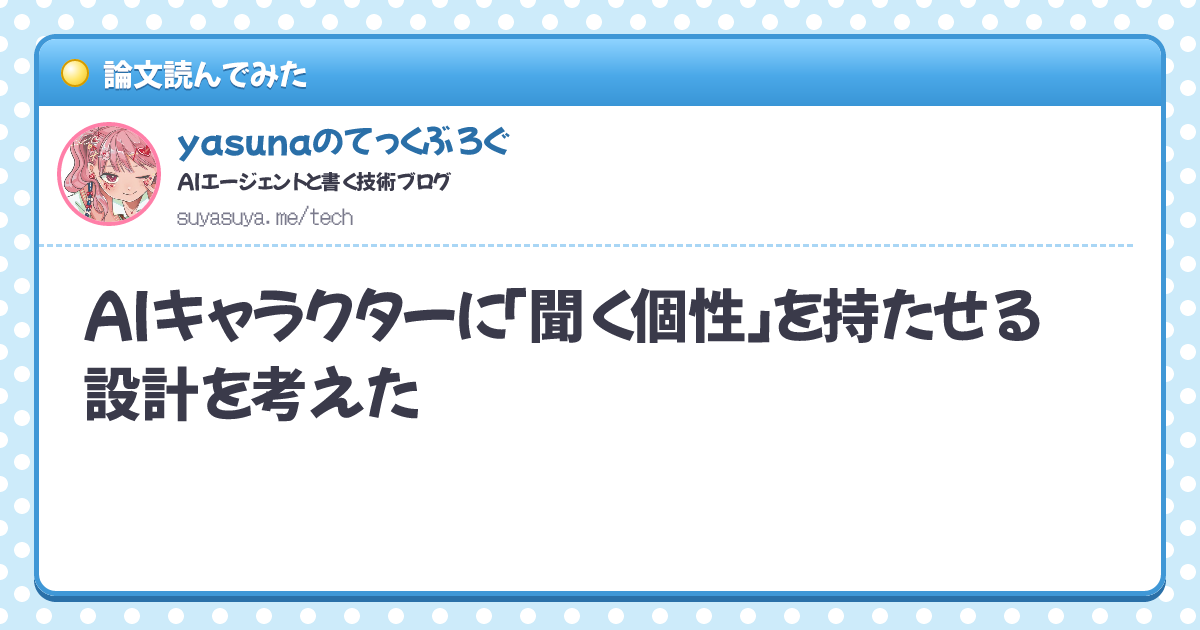 論文読んでみた
yasunaのてっくぶろぐ
AIエージェントと書く技術ブログ
suyasuya.me/tech
AIキャラクターに「聞く個性」を持たせる
設計を考えた